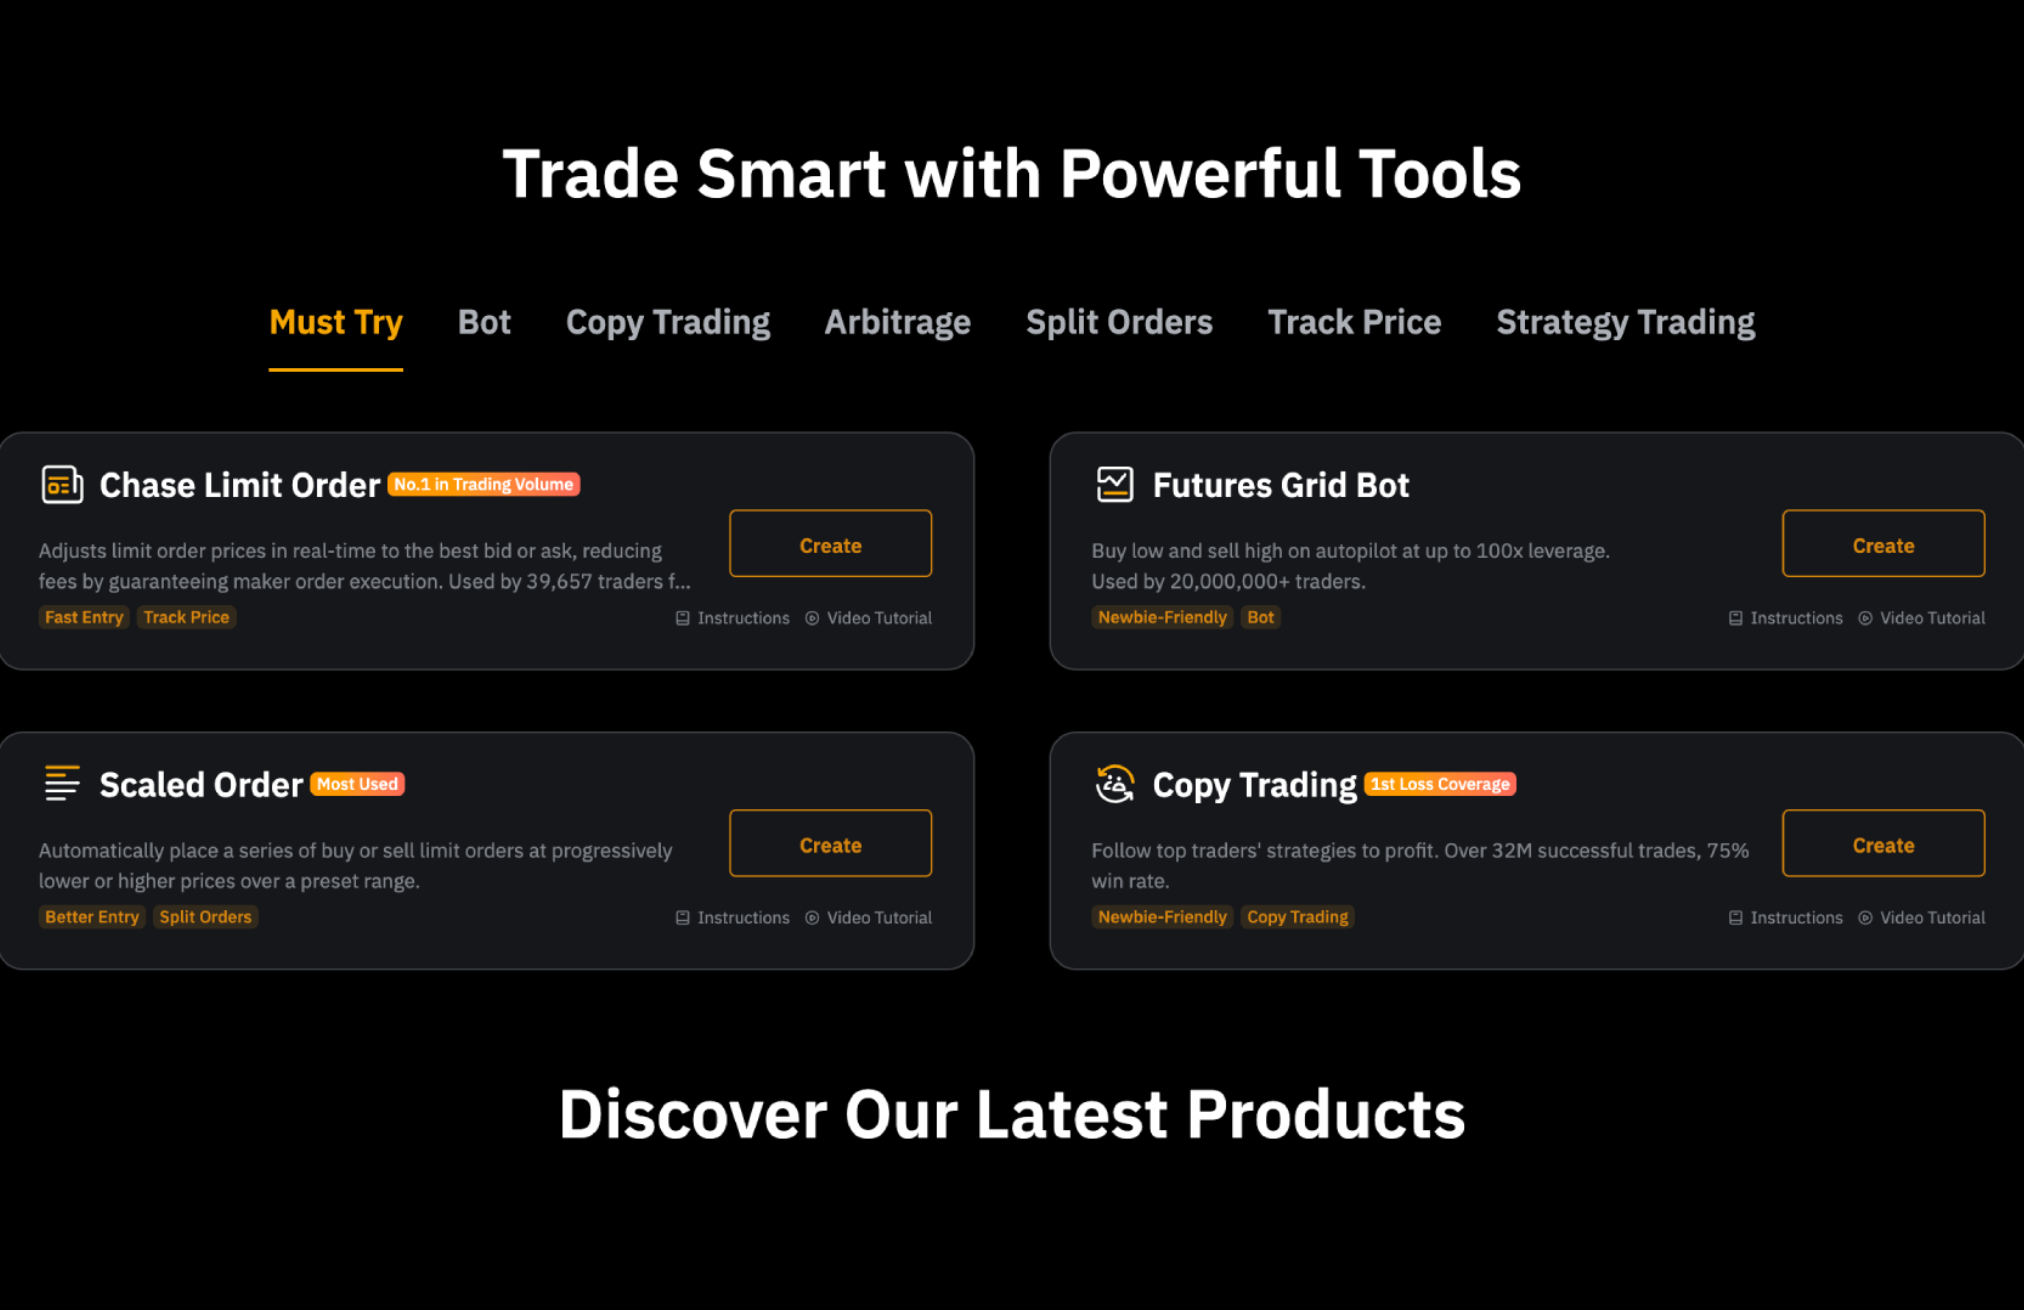 Trade Smart with Powerful Tools
Must Try Bot Copy Trading Arbitrage Split Orders Track Price Strategy Trading
Chase Limit Order No.1 in Trading Volume
Adjusts limit order prices in real-time to the best bid or ask, reducing
fees by guaranteeing maker order execution. Used by 39,657 traders f...
Create
Fast Entry Track Price
Instructions Video Tutorial
Futures Grid Bot
Buy low and sell high on autopilot at up to 100x leverage.
Used by 20,000,000+ traders.
Create
Newbie-Friendly Bot
Instructions Video Tutorial
Scaled Order Most Used
Automatically place a series of buy or sell limit orders at progressively
lower or higher prices over a preset range.
Create
Better Entry Split Orders
Instructions Video Tutorial
Copy Trading 1st Loss Coverage
Follow top traders' strategies to profit. Over 32M successful trades, 75%
win rate.
Create
Newbie-Friendly Copy Trading
Instructions Video Tutorial
Discover Our Latest Products